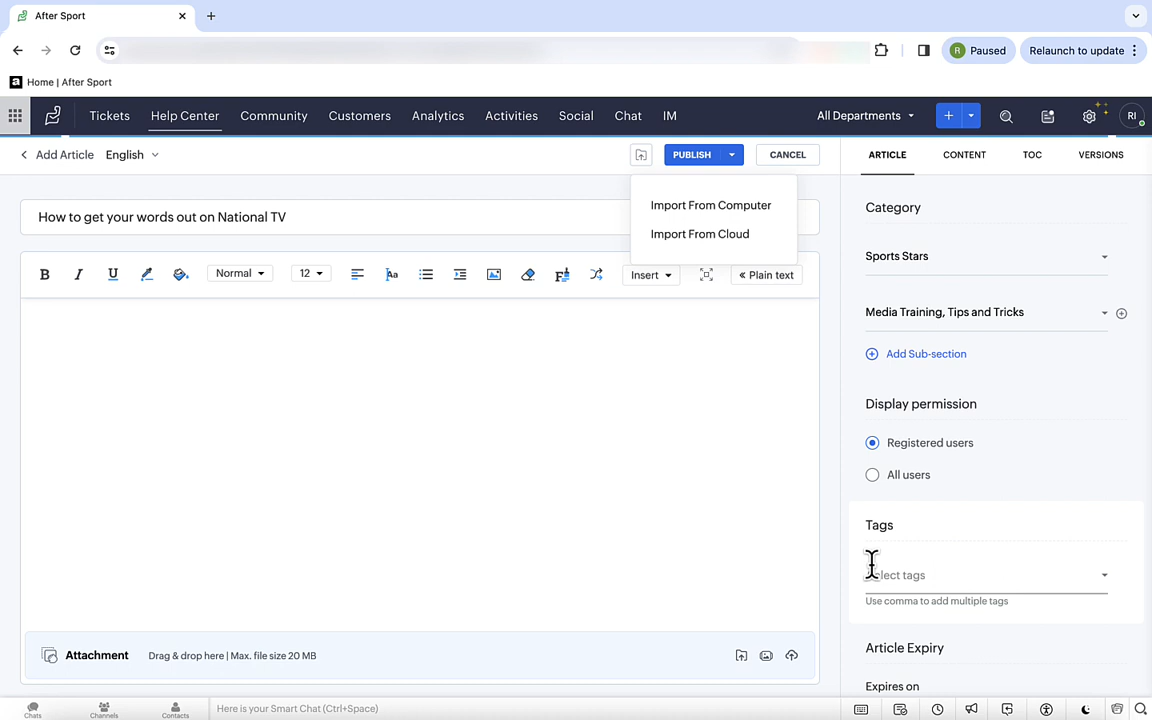 After Sport
Paused
Relaunch to update
a Home | After Sport
Tickets Help Center Community Customers Analytics Activities Social Chat IM All Departments RI
Add Article English PUBLISH CANCEL ARTICLE CONTENT TOC VERSIONS
Import From Computer
Import From Cloud
How to get your words out on National TV
B I U Normal 12 Aa Insert « Plain text
Attachment Drag & drop here | Max. file size 20 MB
Category
Sports Stars
Media Training, Tips and Tricks
Add Sub-section
Display permission
Registered users
All users
Tags
tags
Use comma to add multiple tags
Article Expiry
Expires on
Chats Channels Contacts Here is your Smart Chat (Ctrl+Space)